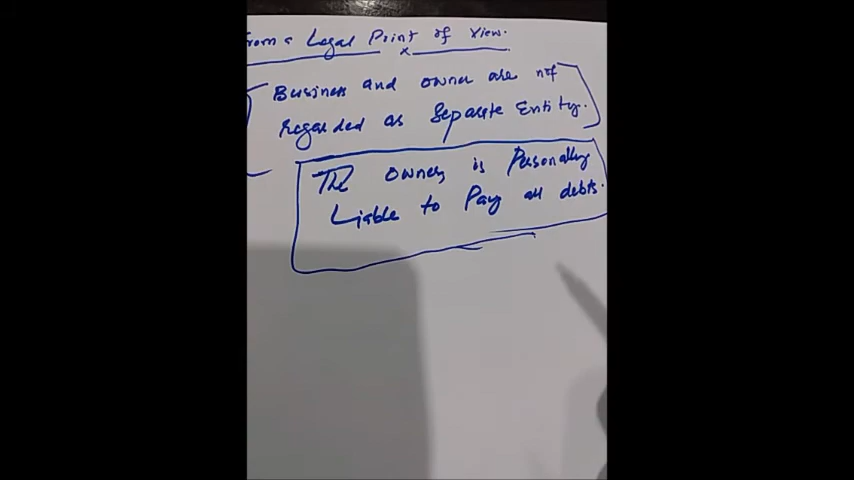 From a Legal Point of View.
Business and owner are not
regarded as Separate Entity.
The owner is Personally
Liable to Pay all debts.